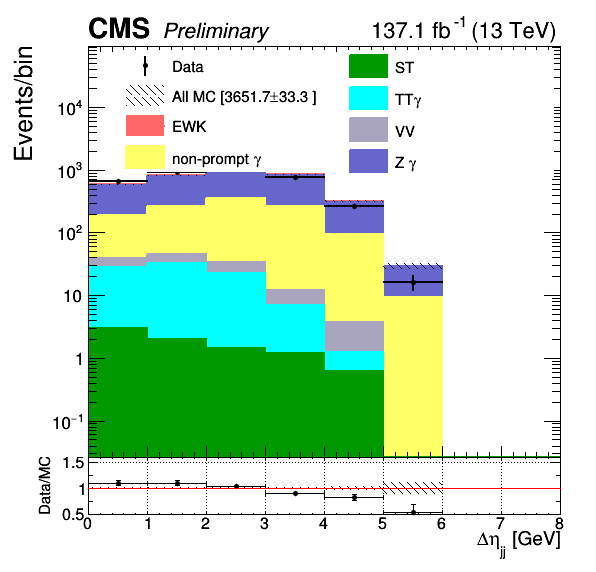 CMS Preliminary 137.1 fb⁻¹ (13 TeV)
Events/bin
Data
All MC [3651.7±33.3 ]
EWK
non-prompt γ
ST
TTγ
VV
Z γ
10⁴
10³
10²
10
1
10⁻¹
Data/MC
1.5
1
0.5
0 1 2 3 4 5 6 7 8
Δη_jj [GeV]